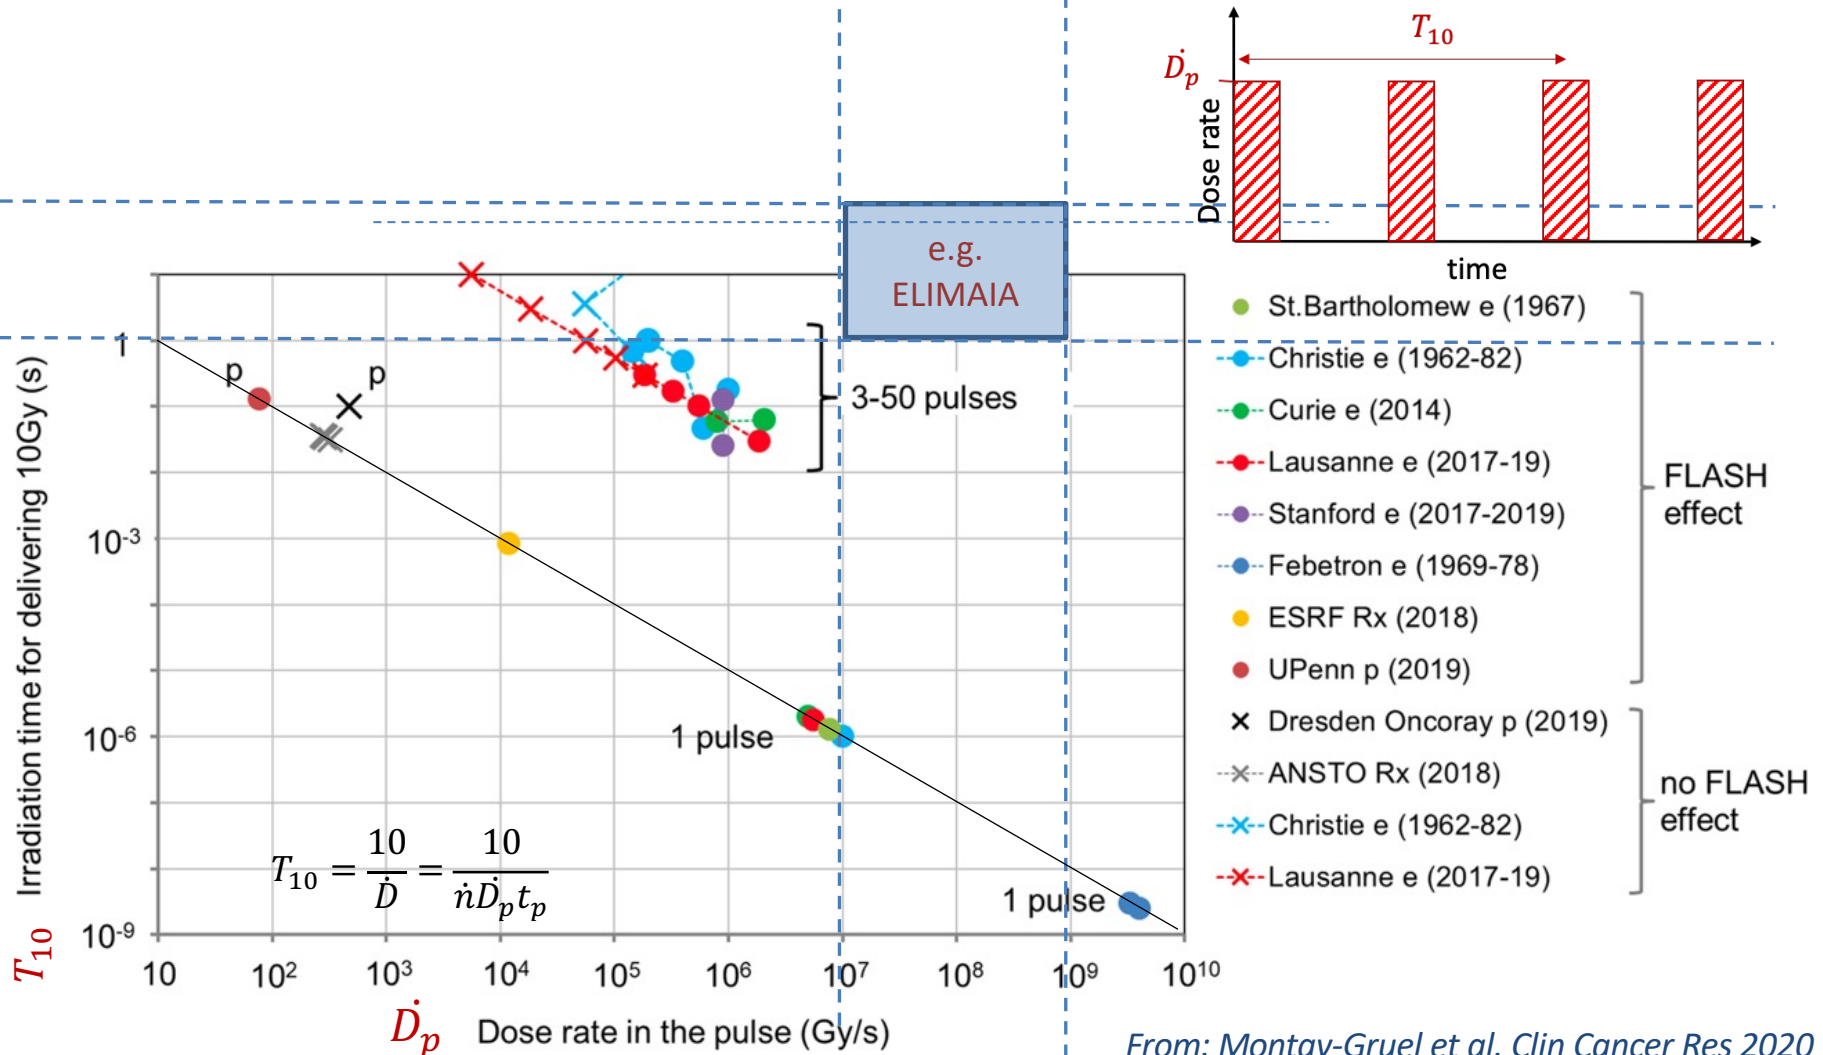 T₁₀
Ḋₚ
Dose rate
time
e.g.
ELIMAIA
St.Bartholomew e (1967)
Christie e (1962-82)
Curie e (2014)
Lausanne e (2017-19)
Stanford e (2017-2019)
Febetron e (1969-78)
ESRF Rx (2018)
UPenn p (2019)
FLASH
effect
Dresden Oncoray p (2019)
ANSTO Rx (2018)
Christie e (1962-82)
Lausanne e (2017-19)
no FLASH
effect
1
10⁻³
10⁻⁶
10⁻⁹
Irradiation time for delivering 10Gy (s)
T₁₀
p
p
3-50 pulses
1 pulse
1 pulse
T₁₀ = 10/Ḋ = 10/(ṅḊₚtₚ)
10
10²
10³
10⁴
10⁵
10⁶
10⁷
10⁸
10⁹
10¹⁰
Ḋₚ Dose rate in the pulse (Gy/s)
From: Montay-Gruel et al. Clin Cancer Res 2020